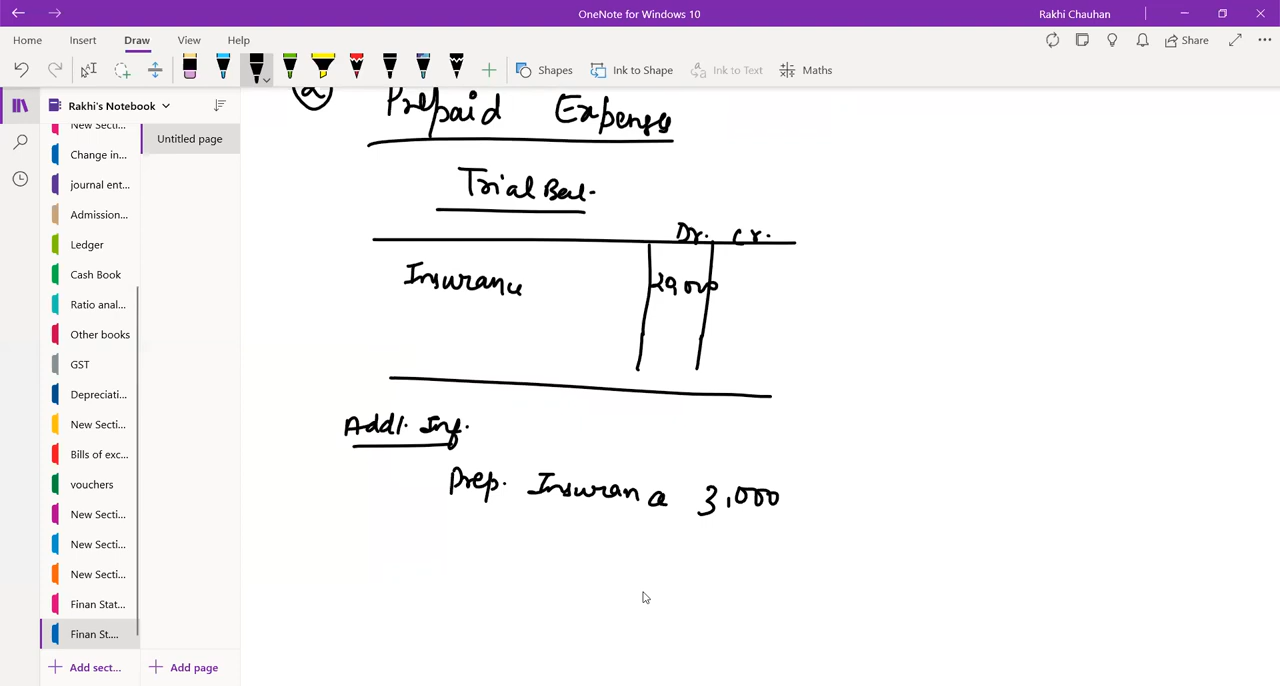 OneNote for Windows 10
Rakhi Chauhan
Home Insert Draw View Help
Share
Shapes Ink to Shape Ink to Text Maths
Rakhi's Notebook
New Secti...
Change in...
journal ent...
Admission...
Ledger
Cash Book
Ratio anal...
Other books
GST
Depreciati...
New Secti...
Bills of exc...
vouchers
New Secti...
New Secti...
New Secti...
Finan Stat...
Finan St....
Add sect...
Untitled page
Add page
2 Prepaid Expenses
Trial Bal.
Dr. Cr.
Insurance 29,000
Addl. Inf.
Prep. Insurance 3,000